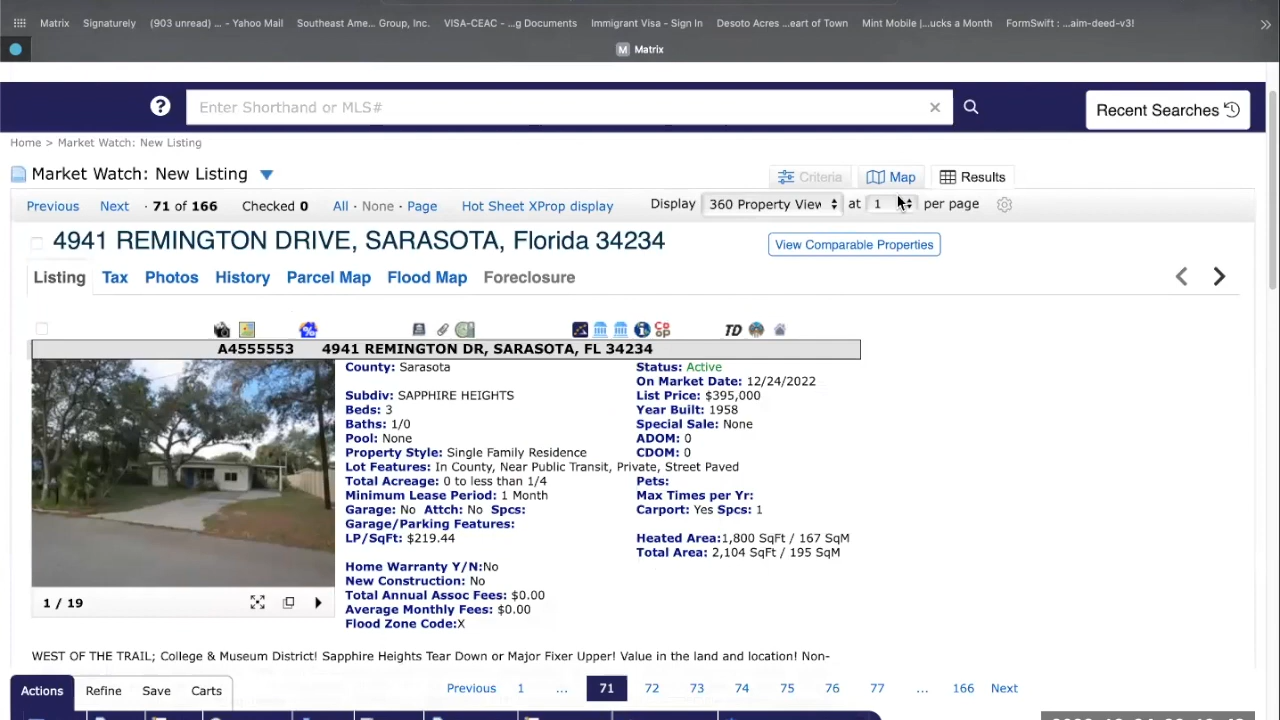 Matrix Signaturely (903 unread) ... - Yahoo Mail Southeast Ame... Group, Inc. VISA-CEAC - ...g Documents Immigrant Visa - Sign In Desoto Acres ...eart of Town Mint Mobile |...ucks a Month FormSwift : ...aim-deed-v3! »
M Matrix
? Enter Shorthand or MLS# × Recent Searches
Home > Market Watch: New Listing
Market Watch: New Listing Criteria Map Results
Previous Next · 71 of 166 Checked 0 All · None · Page Hot Sheet XProp display Display 360 Property View at 1 per page
4941 REMINGTON DRIVE, SARASOTA, Florida 34234 View Comparable Properties
Listing Tax Photos History Parcel Map Flood Map Foreclosure
CO OP TD
A4555553 4941 REMINGTON DR, SARASOTA, FL 34234
County: Sarasota Status: Active
On Market Date: 12/24/2022
Subdiv: SAPPHIRE HEIGHTS List Price: $395,000
Beds: 3 Year Built: 1958
Baths: 1/0 Special Sale: None
Pool: None ADOM: 0
Property Style: Single Family Residence CDOM: 0
Lot Features: In County, Near Public Transit, Private, Street Paved
Total Acreage: 0 to less than 1/4 Pets:
Minimum Lease Period: 1 Month Max Times per Yr:
Garage: No Attch: No Spcs: Carport: Yes Spcs: 1
Garage/Parking Features:
LP/SqFt: $219.44 Heated Area:1,800 SqFt / 167 SqM
Total Area: 2,104 SqFt / 195 SqM
Home Warranty Y/N:No
New Construction: No
Total Annual Assoc Fees: $0.00
1 / 19 Average Monthly Fees: $0.00
Flood Zone Code:X
WEST OF THE TRAIL; College & Museum District! Sapphire Heights Tear Down or Major Fixer Upper! Value in the land and location! Non-
Actions Refine Save Carts Previous 1 ... 71 72 73 74 75 76 77 ... 166 Next